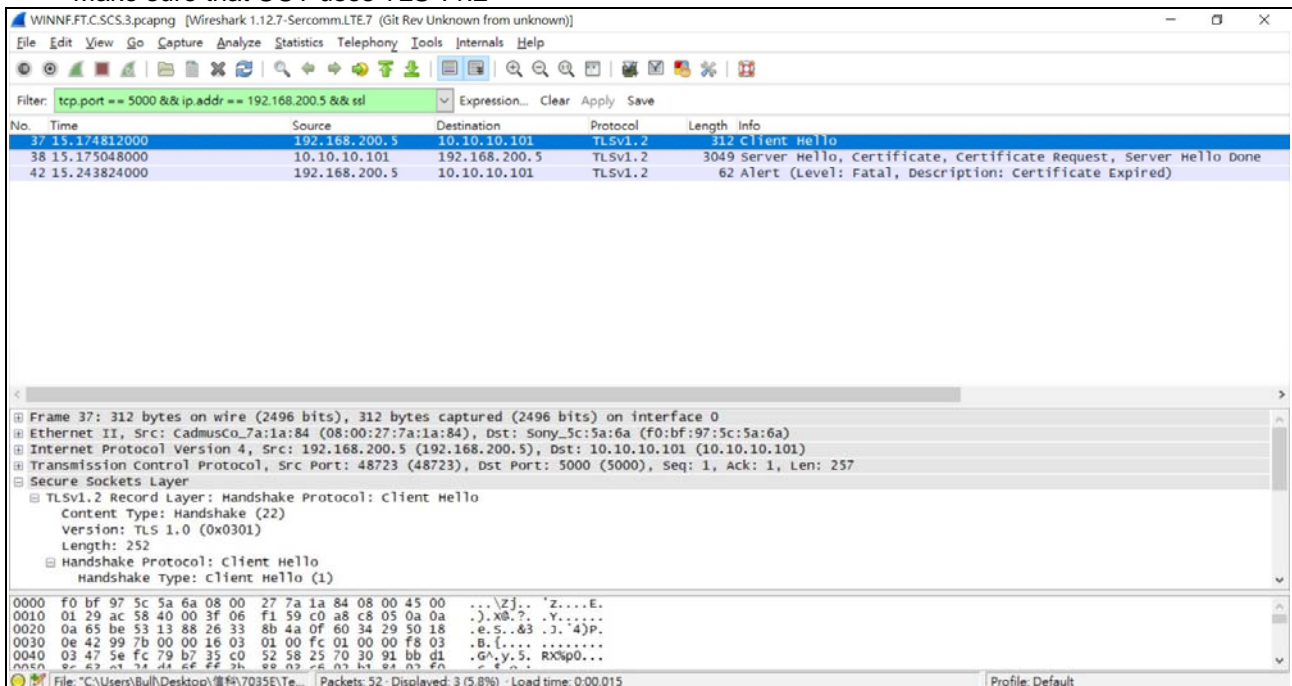 WINNF.FT.C.SCS.3.pcapng [Wireshark 1.12.7-Sercomm.LTE.7 (Git Rev Unknown from unknown)]
File Edit View Go Capture Analyze Statistics Telephony Tools Internals Help
Filter: tcp.port == 5000 && ip.addr == 192.168.200.5 && ssl Expression... Clear Apply Save
No. Time Source Destination Protocol Length Info
37 15.174812000 192.168.200.5 10.10.10.101 TLSv1.2 312 Client Hello
38 15.175048000 10.10.10.101 192.168.200.5 TLSv1.2 3049 Server Hello, Certificate, Certificate Request, Server Hello Done
42 15.243824000 192.168.200.5 10.10.10.101 TLSv1.2 62 Alert (Level: Fatal, Description: Certificate Expired)
Frame 37: 312 bytes on wire (2496 bits), 312 bytes captured (2496 bits) on interface 0
Ethernet II, Src: CadmusCo_7a:1a:84 (08:00:27:7a:1a:84), Dst: Sony_5c:5a:6a (f0:bf:97:5c:5a:6a)
Internet Protocol Version 4, Src: 192.168.200.5 (192.168.200.5), Dst: 10.10.10.101 (10.10.10.101)
Transmission Control Protocol, Src Port: 48723 (48723), Dst Port: 5000 (5000), Seq: 1, Ack: 1, Len: 257
Secure Sockets Layer
TLSv1.2 Record Layer: Handshake Protocol: Client Hello
Content Type: Handshake (22)
Version: TLS 1.0 (0x0301)
Length: 252
Handshake Protocol: Client Hello
Handshake Type: Client Hello (1)
0000 f0 bf 97 5c 5a 6a 08 00 27 7a 1a 84 08 00 45 00 ...\Zj.. 'z....E.
0010 01 29 ac 58 40 00 3f 06 f1 59 c0 a8 c8 05 0a 0a .).X@.?. .Y......
0020 0a 65 be 53 13 88 26 33 8b 4a 0f 60 34 29 50 18 .e.S..&3 .J.`4)P.
0030 0e 42 99 7b 00 00 16 03 01 00 fc 01 00 00 f8 03 .B.{.... ........
0040 03 47 5e fc 79 b7 35 c0 52 58 25 70 30 91 bb d1 .G^.y.5. RX%p0...
File: "C:\Users\Bull\Desktop\信科\7035E\Te... Packets: 52 · Displayed: 3 (5.8%) · Load time: 0:00.015 Profile: Default